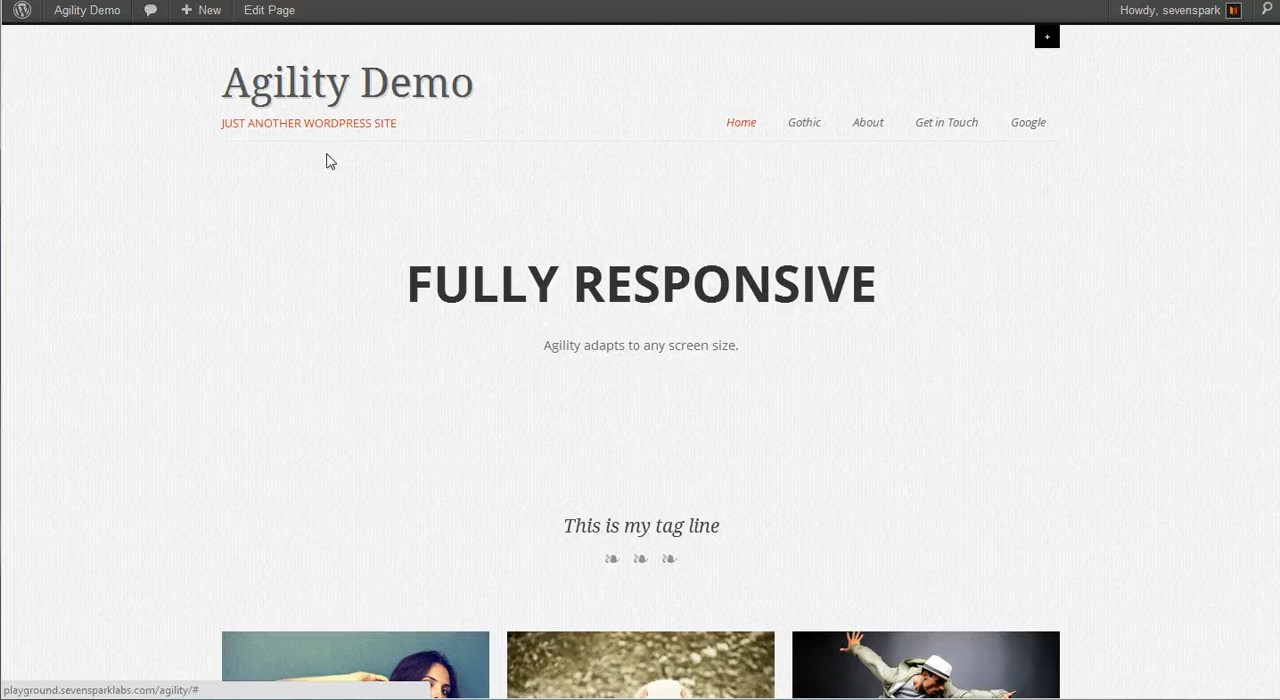 Agility Demo
+ New
Edit Page
Howdy, sevenspark
+
Agility Demo
JUST ANOTHER WORDPRESS SITE
Home
Gothic
About
Get in Touch
Google
FULLY RESPONSIVE
Agility adapts to any screen size.
This is my tag line
playground.sevensparklabs.com/agility/#